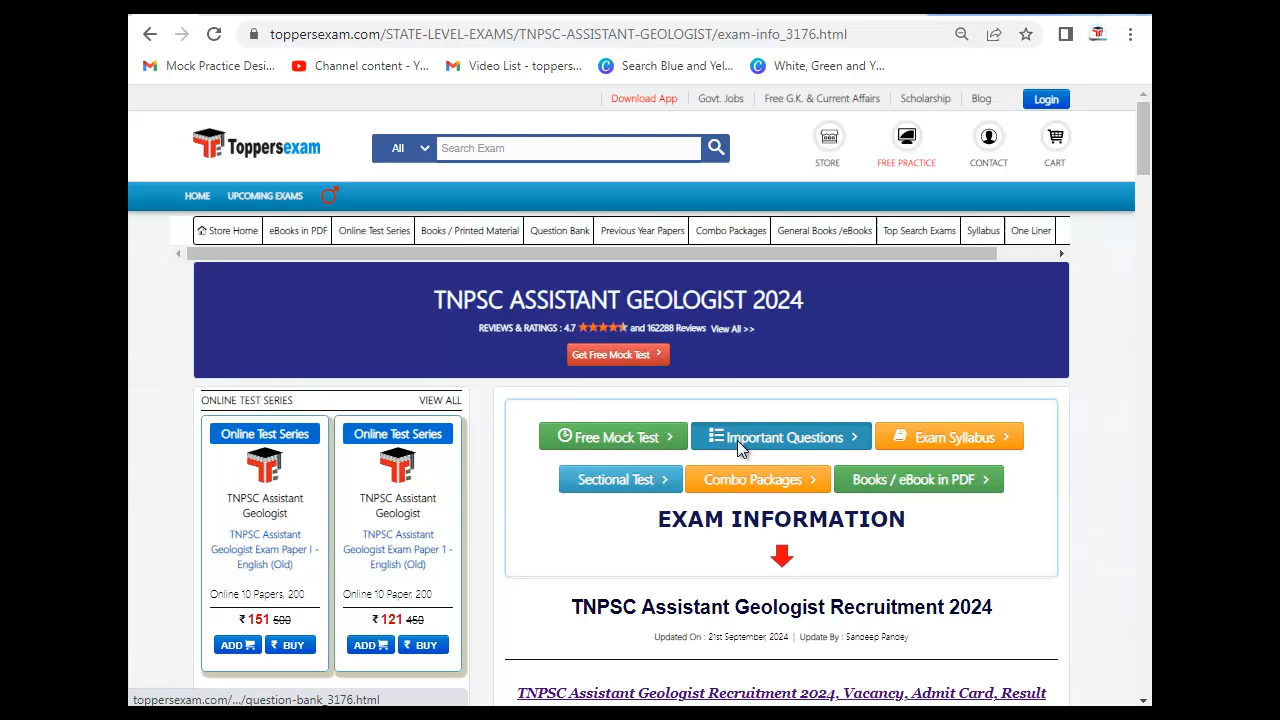 toppersexam.com/STATE-LEVEL-EXAMS/TNPSC-ASSISTANT-GEOLOGIST/exam-info_3176.html
Mock Practice Desi... Channel content - Y... Video List - toppers... Search Blue and Yel... White, Green and Y...
Download App Govt. Jobs Free G.K. & Current Affairs Scholarship Blog Login
Toppersexam All Search Exam
STORE FREE PRACTICE CONTACT CART
HOME UPCOMING EXAMS
Store Home eBooks in PDF Online Test Series Books / Printed Material Question Bank Previous Year Papers Combo Packages General Books /eBooks Top Search Exams Syllabus One Liner
TNPSC ASSISTANT GEOLOGIST 2024
REVIEWS & RATINGS : 4.7 and 162288 Reviews View All >>
Get Free Mock Test
ONLINE TEST SERIES VIEW ALL
Online Test Series
TNPSC Assistant
Geologist
TNPSC Assistant
Geologist Exam Paper I -
English (Old)
Online 10 Papers, 200
₹ 151 500
ADD ₹ BUY
Online Test Series
TNPSC Assistant
Geologist
TNPSC Assistant
Geologist Exam Paper 1 -
English (Old)
Online 10 Paper, 200
₹ 121 450
ADD ₹ BUY
Free Mock Test Important Questions Exam Syllabus
Sectional Test Combo Packages Books / eBook in PDF
EXAM INFORMATION
TNPSC Assistant Geologist Recruitment 2024
Updated On : 21st September, 2024 | Update By : Sandeep Pandey
TNPSC Assistant Geologist Recruitment 2024, Vacancy, Admit Card, Result
toppersexam.com/.../question-bank_3176.html